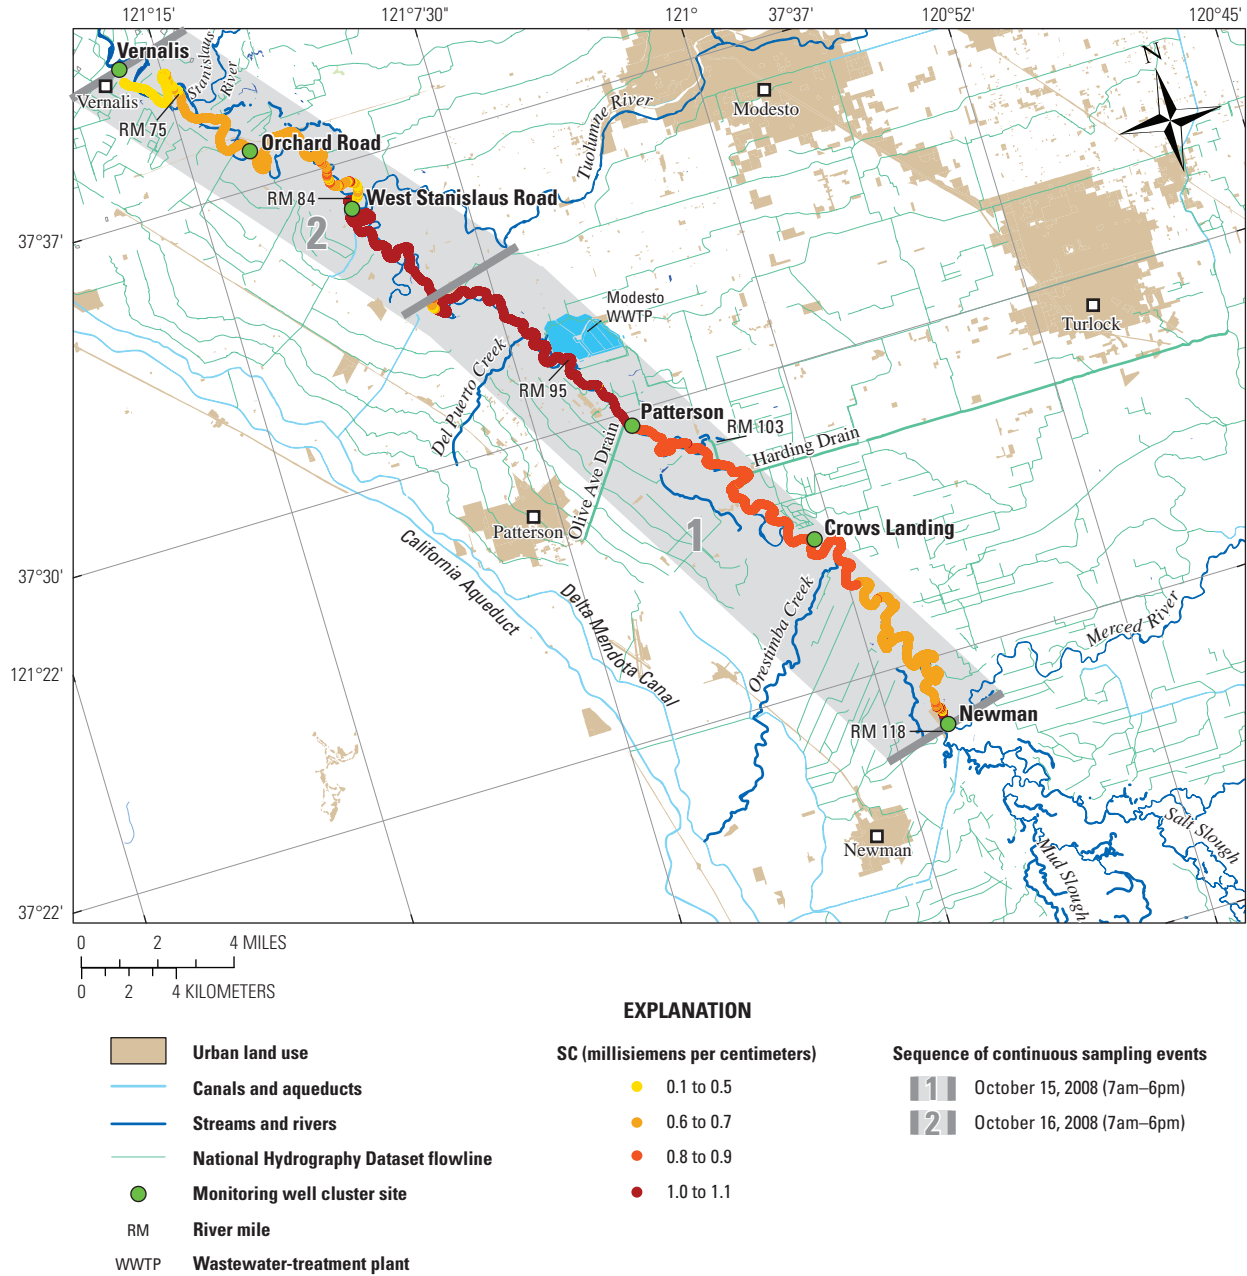 121°15'
121°7'30"
121°
37°37'
120°52'
120°45'
Vernalis
Stanislaus
River
Vernalis
RM 75
Orchard Road
Tuolumne River
Modesto
N
RM 84
West Stanislaus Road
2
37°37'
Modesto
WWTP
Turlock
Del Puerto Creek
RM 95
Patterson
RM 103
Harding Drain
Olive Ave Drain
Patterson
1
Crows Landing
California Aqueduct
37°30'
Delta Mendota Canal
Orestimba Creek
Merced River
121°22'
Newman
RM 118
Salt Slough
Newman
Mud Slough
37°22'
0 2 4 MILES
0 2 4 KILOMETERS
EXPLANATION
Urban land use
Canals and aqueducts
Streams and rivers
National Hydrography Dataset flowline
Monitoring well cluster site
RM River mile
WWTP Wastewater-treatment plant
SC (millisiemens per centimeters)
0.1 to 0.5
0.6 to 0.7
0.8 to 0.9
1.0 to 1.1
Sequence of continuous sampling events
1 October 15, 2008 (7am–6pm)
2 October 16, 2008 (7am–6pm)